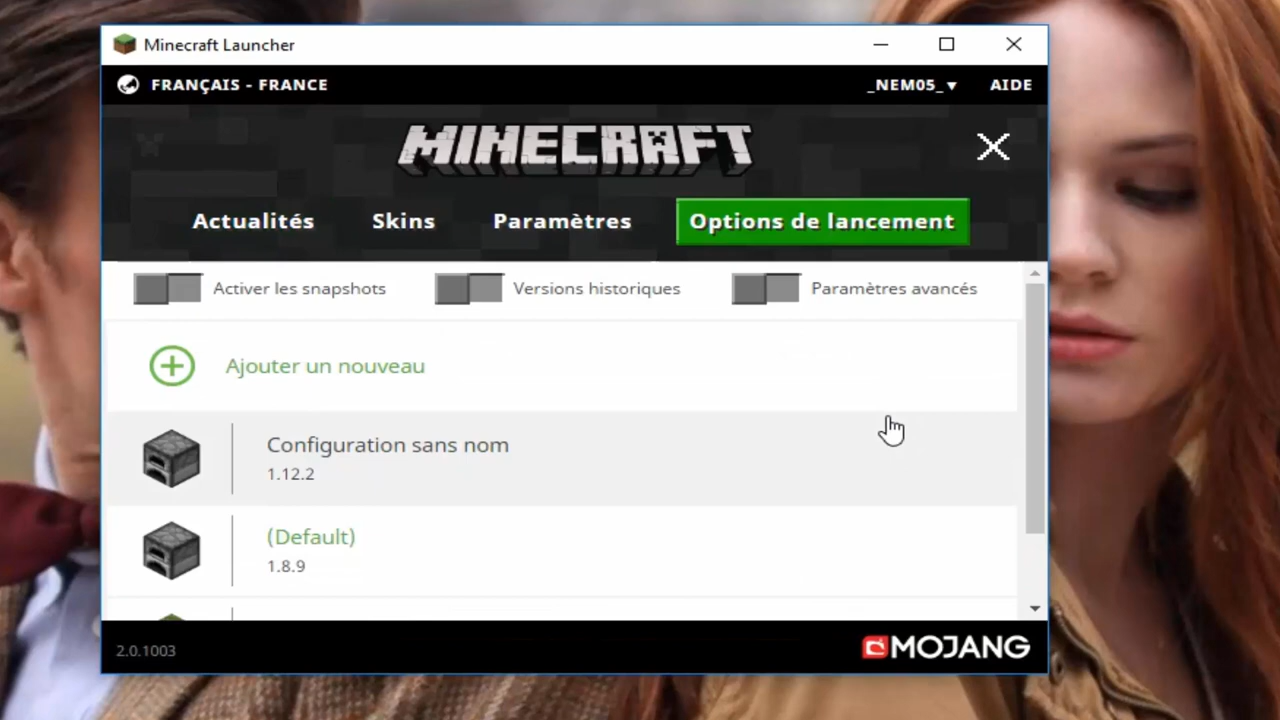 Minecraft Launcher
FRANÇAIS - FRANCE
_NEM05_▾
AIDE
MINECRAFT
Actualités
Skins
Paramètres
Options de lancement
Activer les snapshots
Versions historiques
Paramètres avancés
Ajouter un nouveau
Configuration sans nom
1.12.2
(Default)
1.8.9
2.0.1003
MOJANG